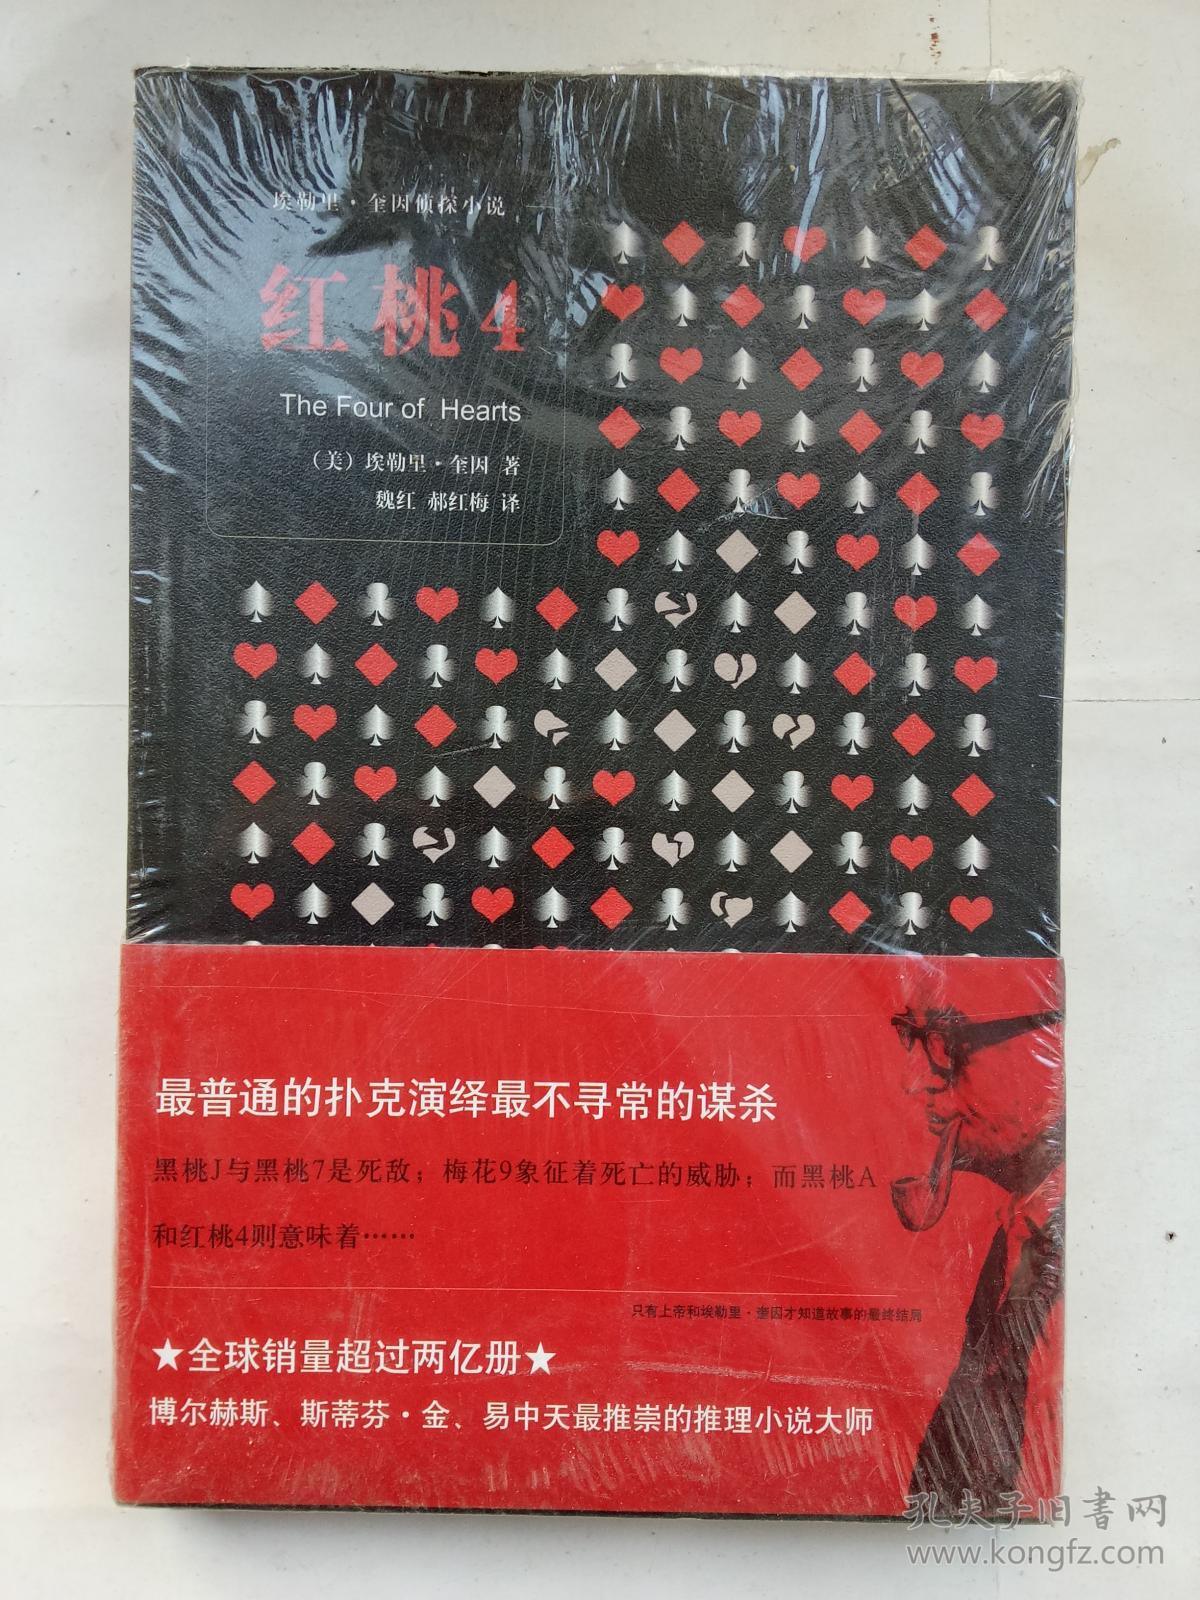 埃勒里·奎因侦探小说
红桃4
The Four of Hearts
（美）埃勒里·奎因 著
魏红 郝红梅 译
最普通的扑克演绎最不寻常的谋杀
黑桃J与黑桃7是死敌；梅花9象征着死亡的威胁；而黑桃A
和红桃4则意味着……
只有上帝和埃勒里·奎因才知道故事的最终结局
★全球销量超过两亿册★
博尔赫斯、斯蒂芬·金、易中天最推崇的推理小说大师
孔夫子旧书网
www.kongfz.com